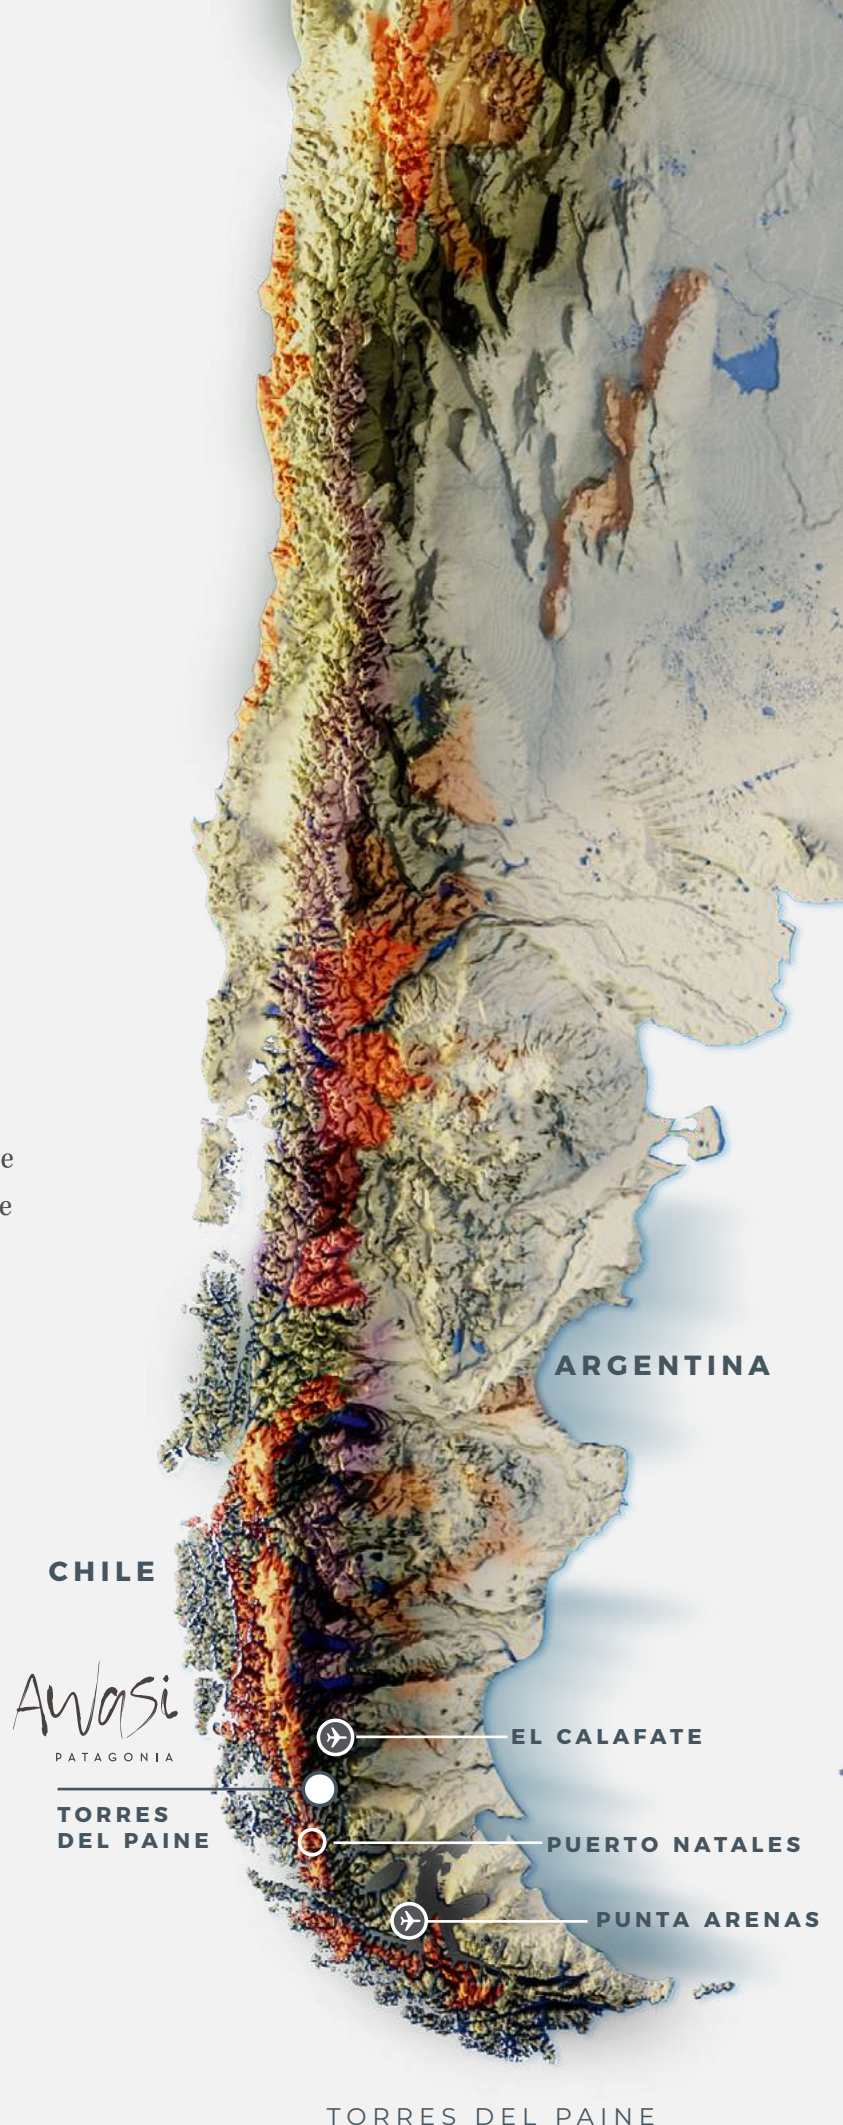 e
e
ARGENTINA
CHILE
Awasi
PATAGONIA
EL CALAFATE
TORRES
DEL PAINE
PUERTO NATALES
PUNTA ARENAS
TORRES DEL PAINE